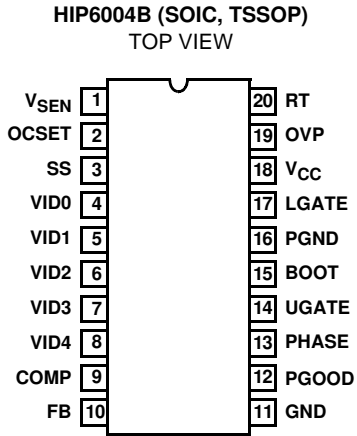 HIP6004B (SOIC, TSSOP)
TOP VIEW
VSEN 1
OCSET 2
SS 3
VID0 4
VID1 5
VID2 6
VID3 7
VID4 8
COMP 9
FB 10
20 RT
19 OVP
18 VCC
17 LGATE
16 PGND
15 BOOT
14 UGATE
13 PHASE
12 PGOOD
11 GND